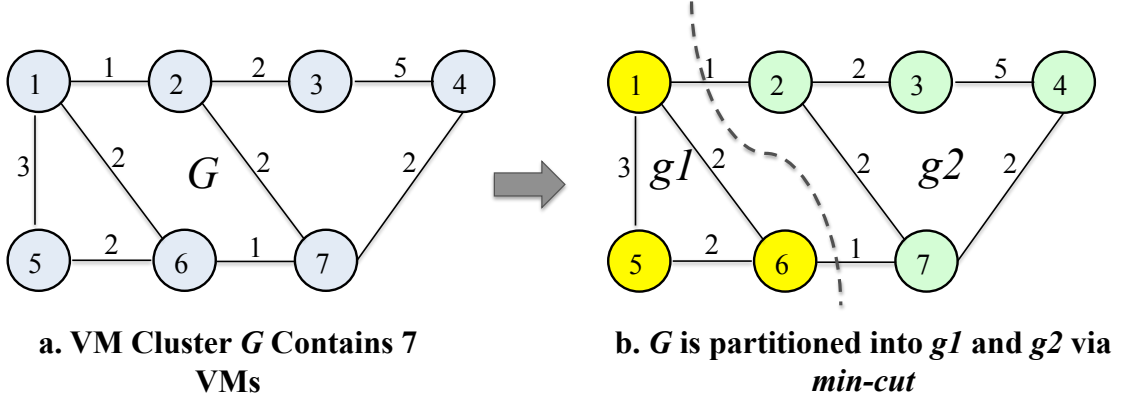 1 1 2 2 3 5 4
3 2 G 2 2
5 2 6 1 7
a. VM Cluster G Contains 7
VMs
1 1 2 2 3 5 4
3 g1 2 2 g2 2
5 2 6 1 7
b. G is partitioned into g1 and g2 via
min-cut